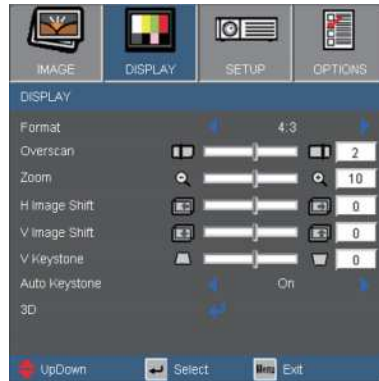 IMAGE DISPLAY SETUP OPTIONS
DISPLAY
Format 4:3
Overscan 2
Zoom 10
H Image Shift 0
V Image Shift 0
V Keystone 0
Auto Keystone On
3D
UpDown Select Menu Exit